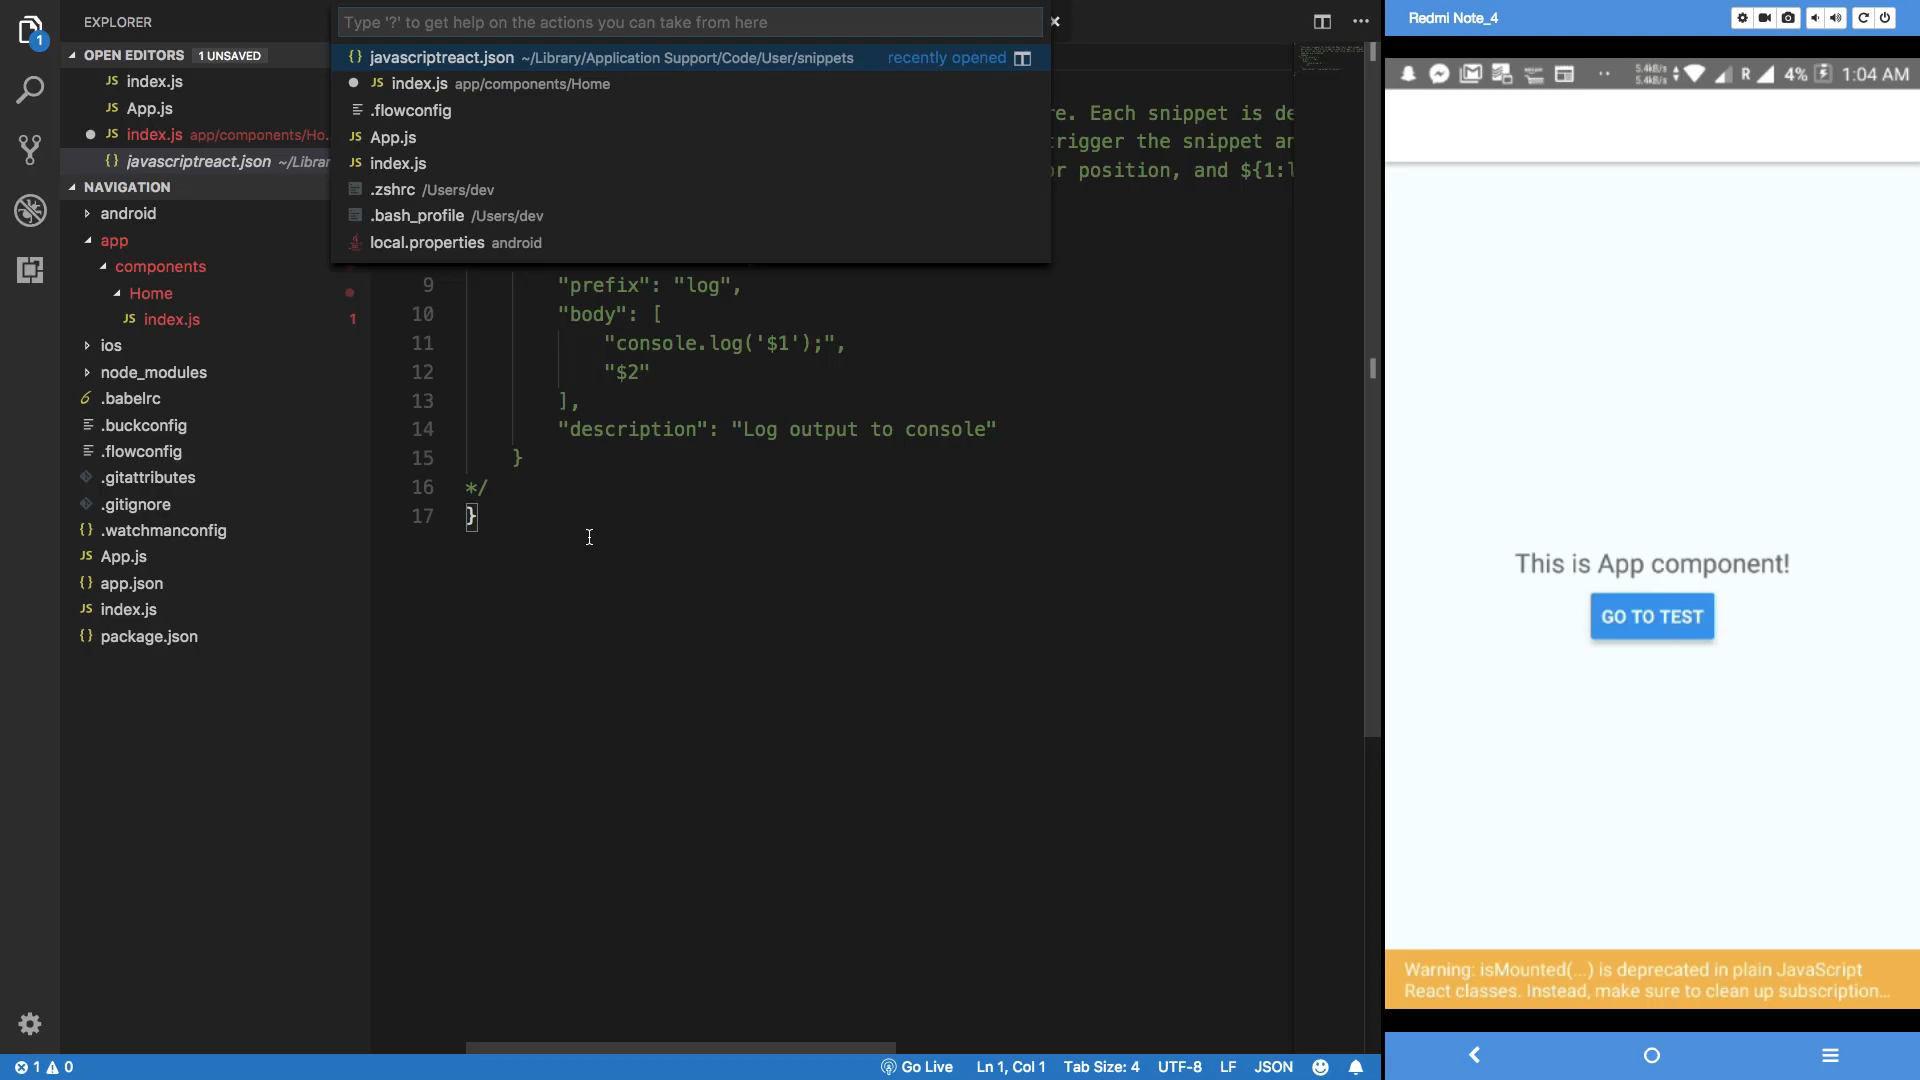 EXPLORER
OPEN EDITORS 1 UNSAVED
index.js
App.js
index.js app/components/Ho...
javascriptreact.json ~/Librar
NAVIGATION
android
app
components
Home
index.js 1
ios
node_modules
.babelrc
.buckconfig
.flowconfig
.gitattributes
.gitignore
.watchmanconfig
App.js
app.json
index.js
package.json
1
Type '?' to get help on the actions you can take from here
javascriptreact.json ~/Library/Application Support/Code/User/snippets recently opened
index.js app/components/Home
.flowconfig
App.js
index.js
.zshrc /Users/dev
.bash_profile /Users/dev
local.properties android
re. Each snippet is de
rigger the snippet an
or position, and ${1:l
9 "prefix": "log",
10 "body": [
11 "console.log('$1');",
12 "$2"
13 ],
14 "description": "Log output to console"
15 }
16 */
17 }
1 0
Go Live Ln 1, Col 1 Tab Size: 4 UTF-8 LF JSON
Redmi Note_4
5.4kB/s
5.4kB/s
R 4% 1:04 AM
This is App component!
GO TO TEST
Warning: isMounted(...) is deprecated in plain JavaScript
React classes. Instead, make sure to clean up subscription...